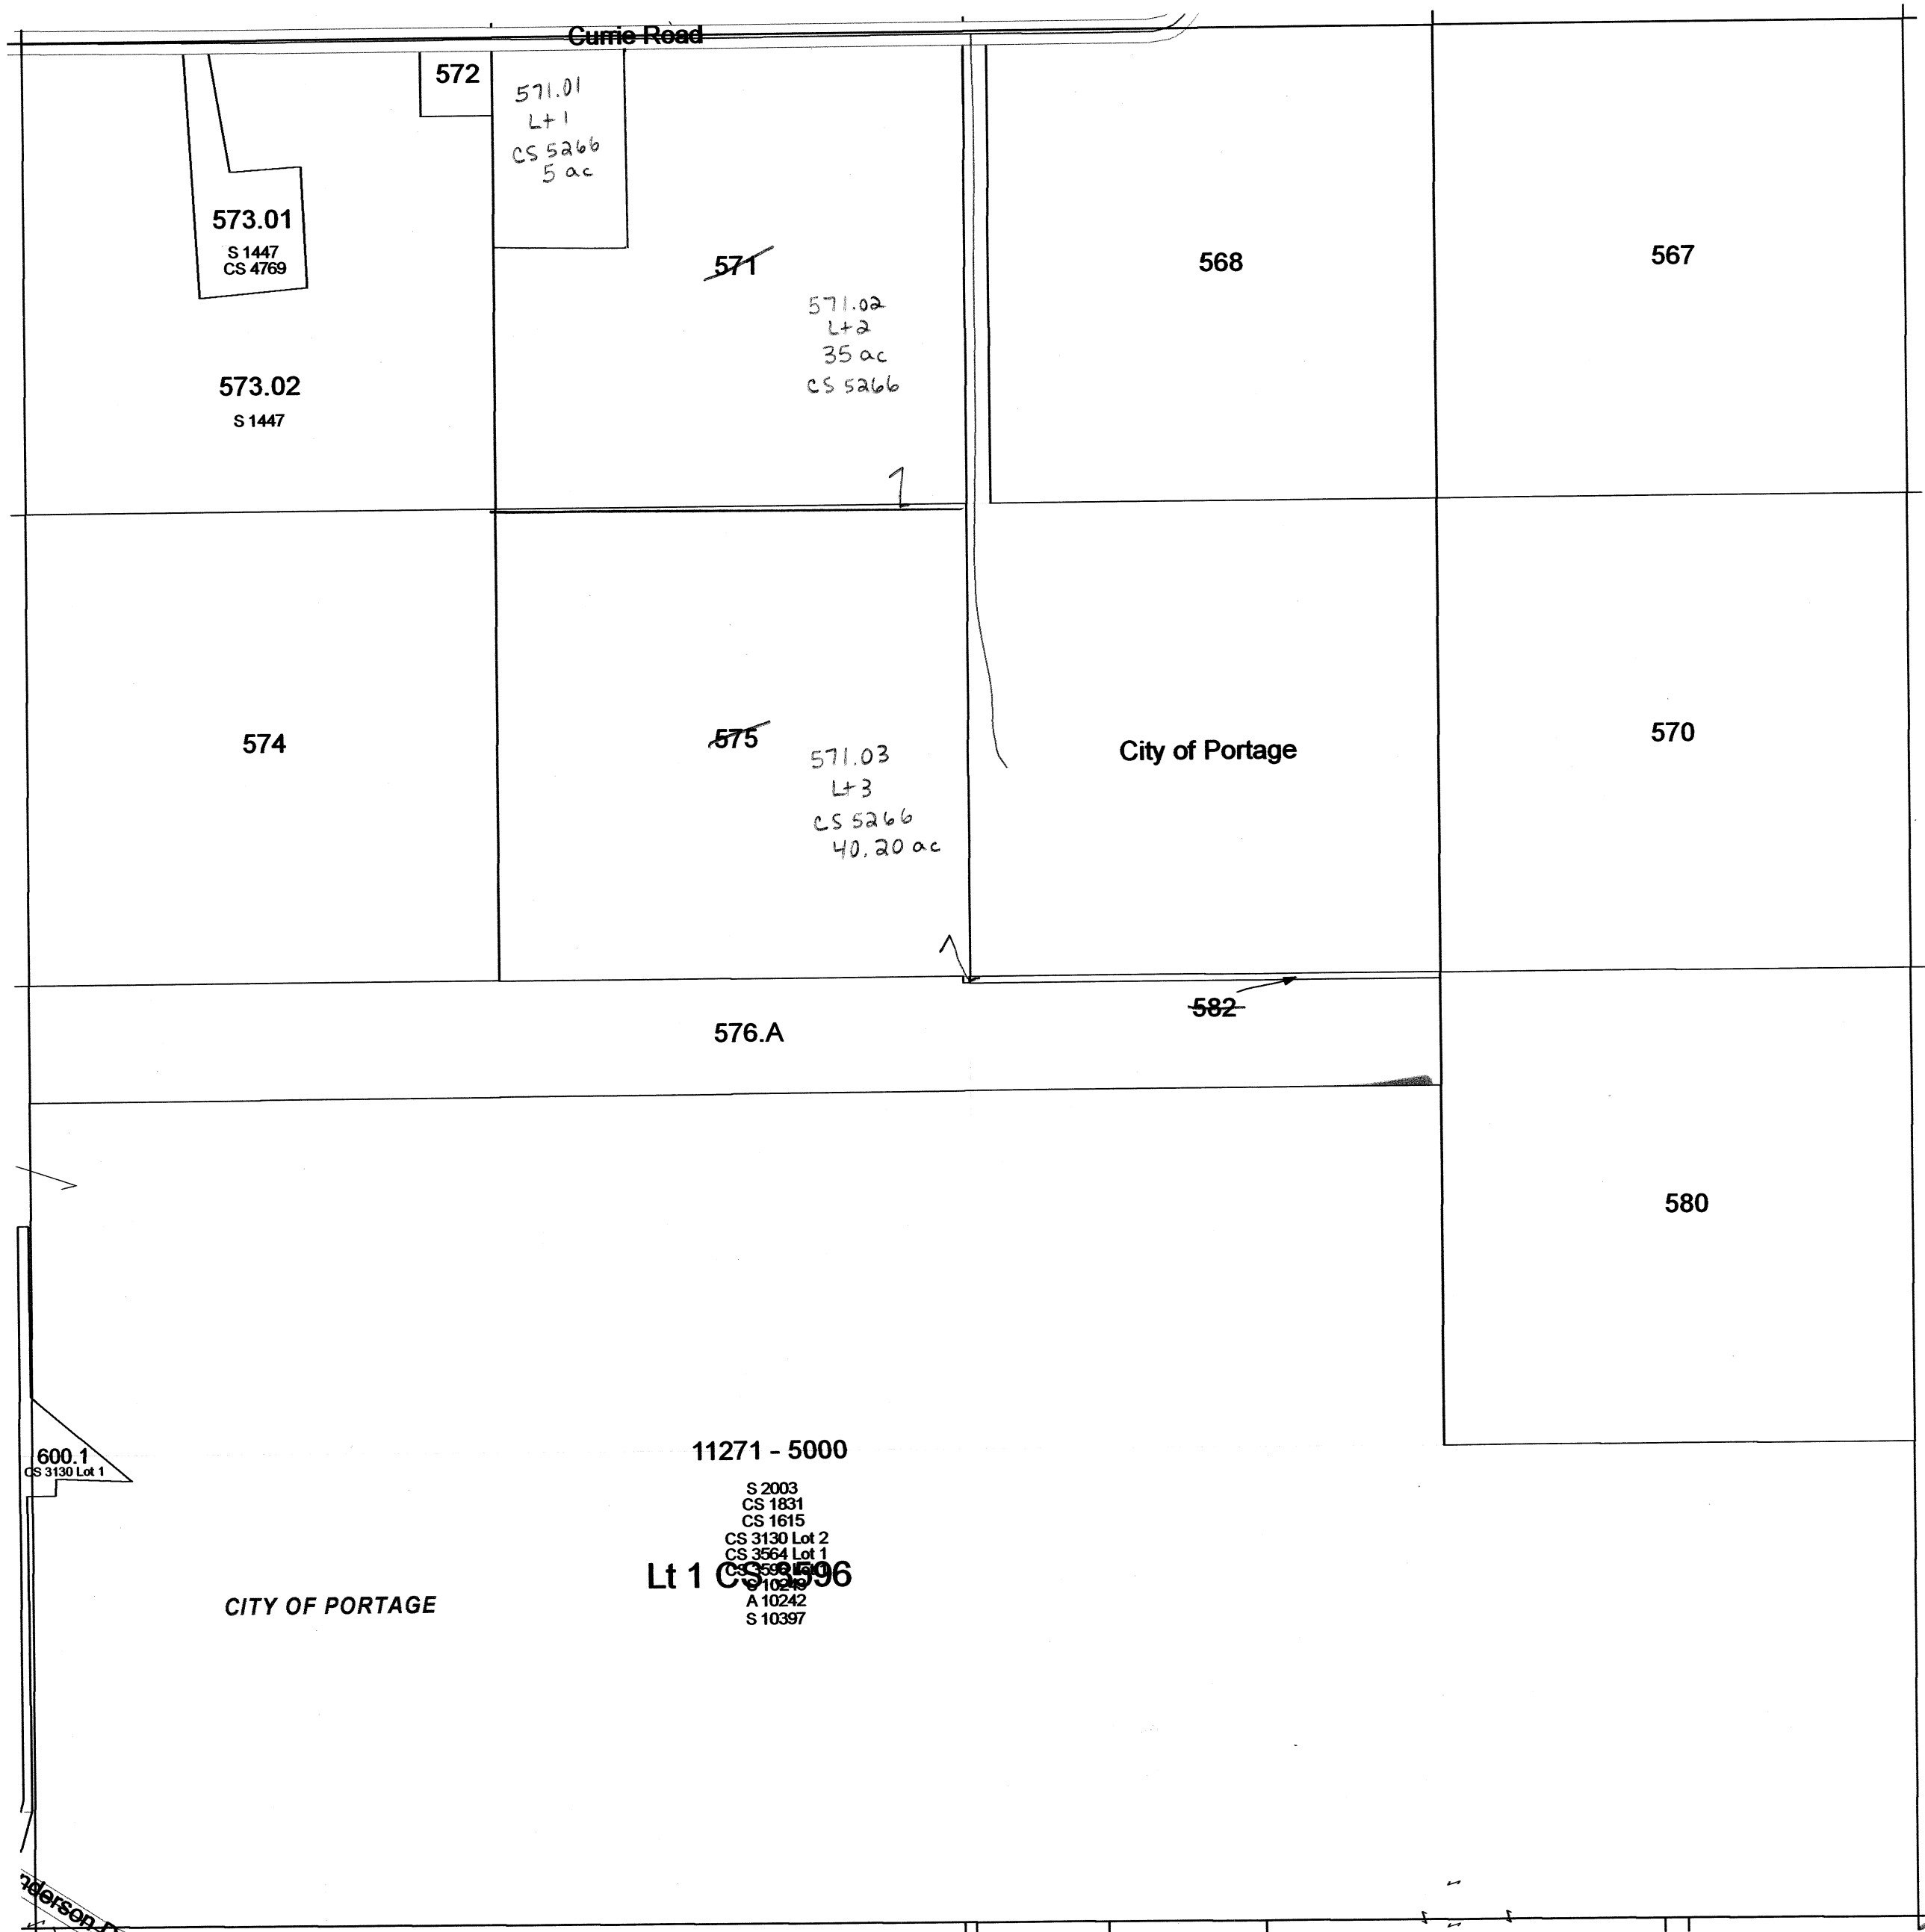 Currie Road
572
571.01
Lt 1
CS 5266
5 ac
573.01
S 1447
CS 4769
571
568
567
571.02
Lt 2
35 ac
CS 5266
573.02
S 1447
574
575
571.03
Lt 3
CS 5266
40.20 ac
City of Portage
570
582
576.A
580
600.1
CS 3130 Lot 1
11271 - 5000
S 2003
CS 1831
CS 1615
CS 3130 Lot 2
CS 3564 Lot 1
Lt 1 CS 3596
A 10242
S 10397
CITY OF PORTAGE